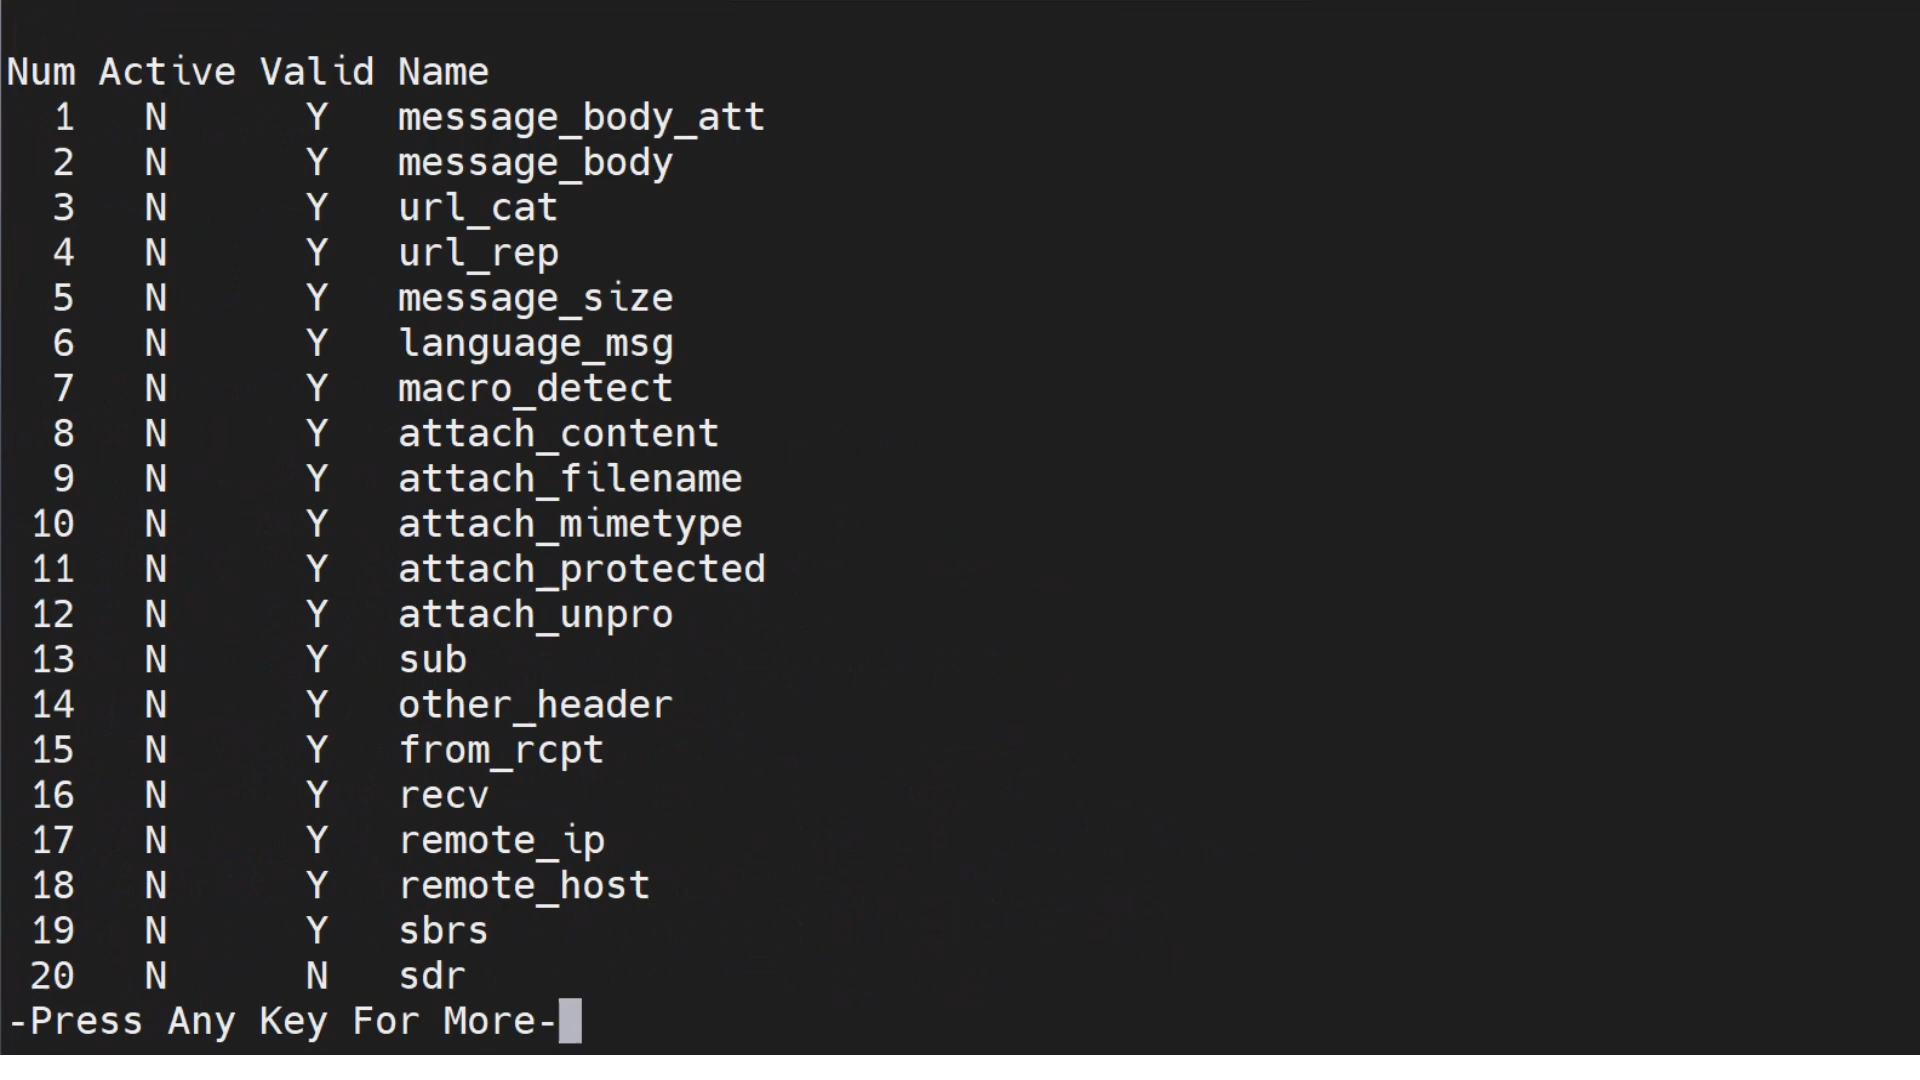 Num Active Valid Name
1 N Y message_body_att
2 N Y message_body
3 N Y url_cat
4 N Y url_rep
5 N Y message_size
6 N Y language_msg
7 N Y macro_detect
8 N Y attach_content
9 N Y attach_filename
10 N Y attach_mimetype
11 N Y attach_protected
12 N Y attach_unpro
13 N Y sub
14 N Y other_header
15 N Y from_rcpt
16 N Y recv
17 N Y remote_ip
18 N Y remote_host
19 N Y sbrs
20 N N sdr
-Press Any Key For More-